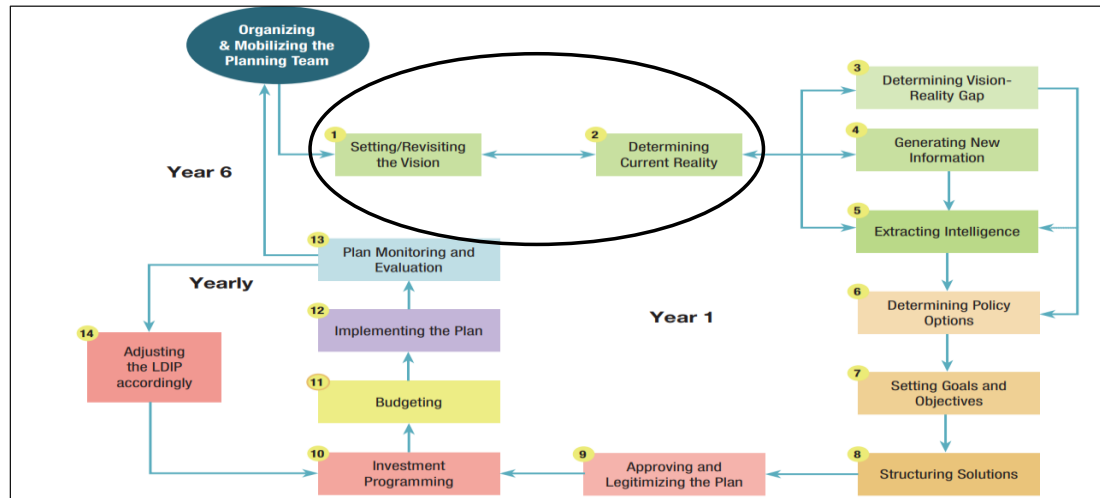 Organizing
& Mobilizing the
Planning Team
1
Setting/Revisiting
the Vision
2
Determining
Current Reality
3
Determining Vision-
Reality Gap
4
Generating New
Information
5
Extracting Intelligence
6
Determining Policy
Options
7
Setting Goals and
Objectives
8
Structuring Solutions
9
Approving and
Legitimizing the Plan
10
Investment
Programming
11
Budgeting
12
Implementing the Plan
13
Plan Monitoring and
Evaluation
14
Adjusting
the LDIP
accordingly
Year 6
Yearly
Year 1